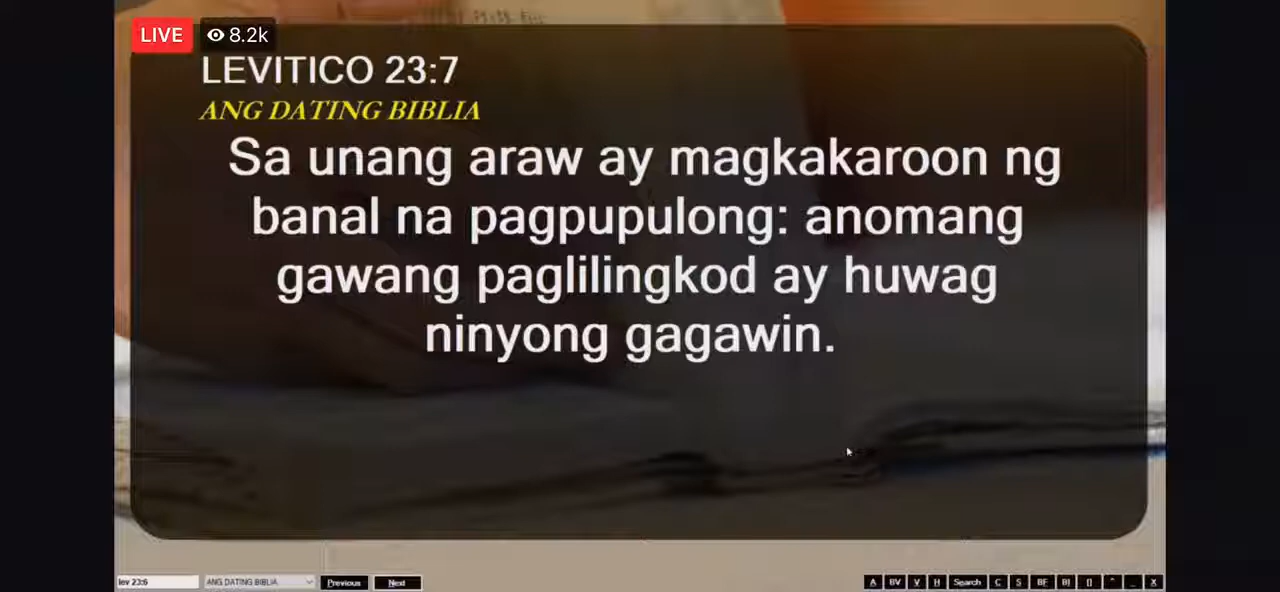 LIVE 8.2k
LEVITICO 23:7
ANG DATING BIBLIA
Sa unang araw ay magkakaroon ng
banal na pagpupulong: anomang
gawang paglilingkod ay huwag
ninyong gagawin.
lev 23:6 ANG DATING BIBLIA Previous Next A BV V H Search C S BF BI [] ^ _ X